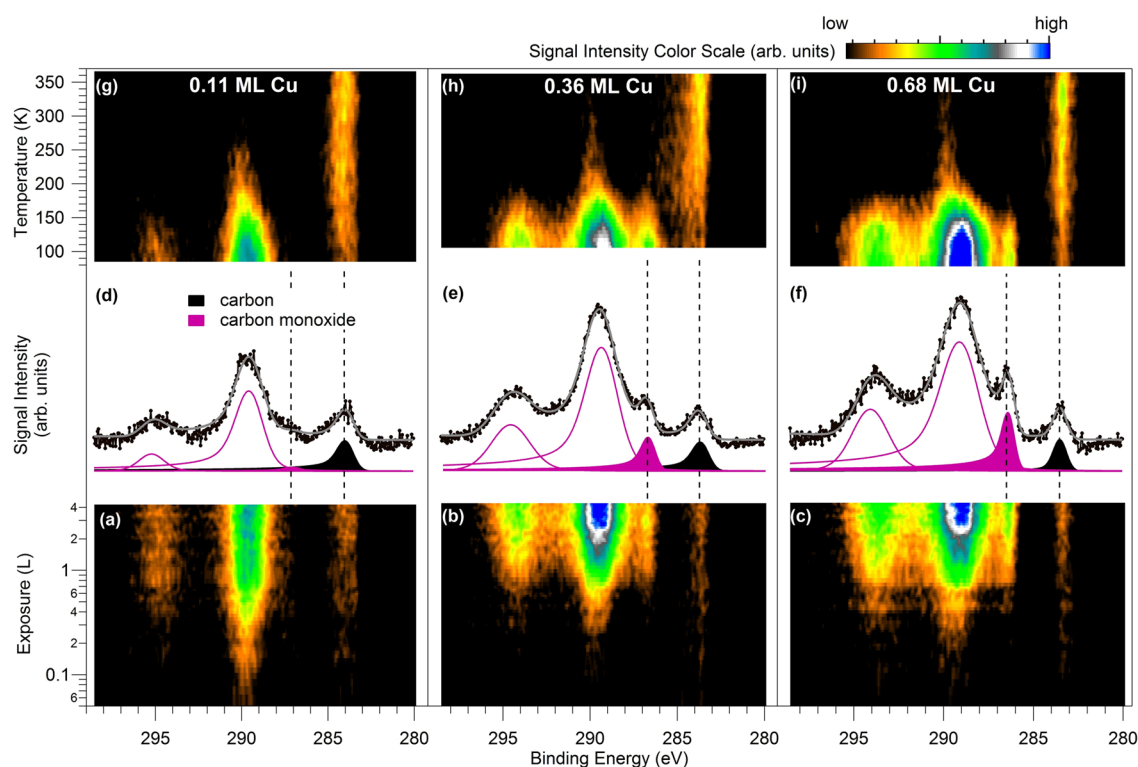 low high
Signal Intensity Color Scale (arb. units)
(g) 0.11 ML Cu (h) 0.36 ML Cu (i) 0.68 ML Cu
350
300
250
200
150
100
Temperature (K)
(d) (e) (f)
carbon
carbon monoxide
Signal Intensity
(arb. units)
(a) (b) (c)
4
2
1
6
4
2
0.1
6
Exposure (L)
295 290 285 280 295 290 284 280 295 290 285 280
Binding Energy (eV)